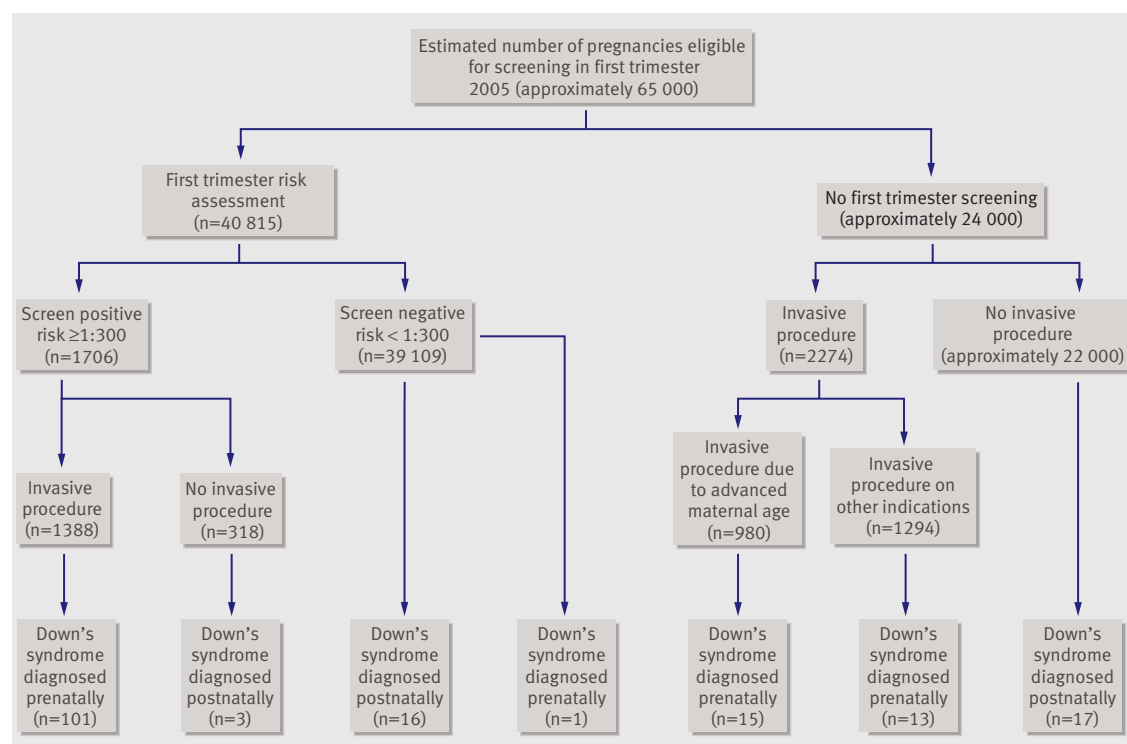 Estimated number of pregnancies eligible
for screening in first trimester
2005 (approximately 65 000)
First trimester risk
assessment
(n=40 815)
No first trimester screening
(approximately 24 000)
Screen positive
risk ≥1:300
(n=1706)
Screen negative
risk < 1:300
(n=39 109)
Invasive
procedure
(n=2274)
No invasive
procedure
(approximately 22 000)
Invasive
procedure
(n=1388)
No invasive
procedure
(n=318)
Invasive
procedure due
to advanced
maternal age
(n=980)
Invasive
procedure on
other indications
(n=1294)
Down's
syndrome
diagnosed
prenatally
(n=101)
Down's
syndrome
diagnosed
postnatally
(n=3)
Down's
syndrome
diagnosed
postnatally
(n=16)
Down's
syndrome
diagnosed
prenatally
(n=1)
Down's
syndrome
diagnosed
prenatally
(n=15)
Down's
syndrome
diagnosed
prenatally
(n=13)
Down's
syndrome
diagnosed
postnatally
(n=17)